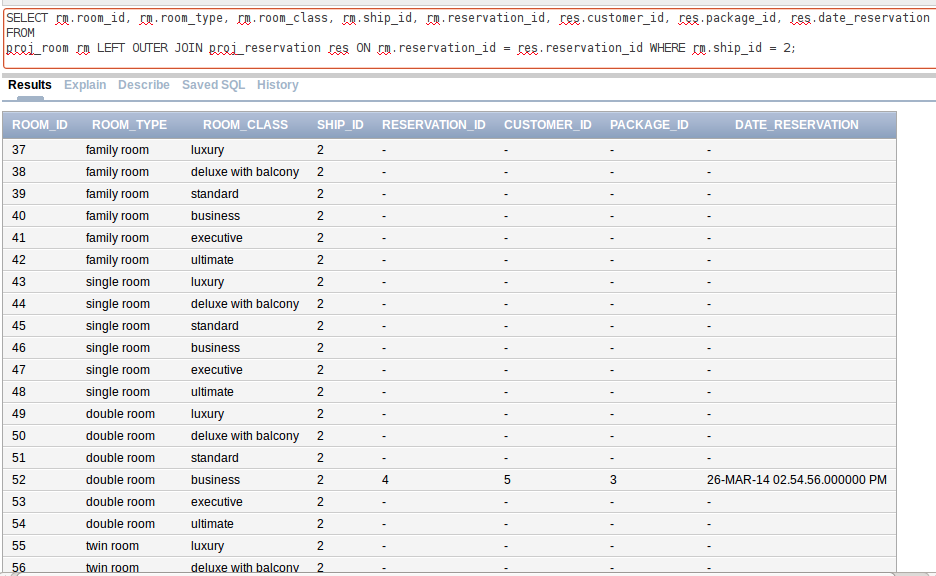 SELECT rm.room_id, rm.room_type, rm.room_class, rm.ship_id, rm.reservation_id, res.customer_id, res.package_id, res.date_reservation
FROM
proj_room rm LEFT OUTER JOIN proj_reservation res ON rm.reservation_id = res.reservation_id WHERE rm.ship_id = 2;
Results Explain Describe Saved SQL History
ROOM_ID ROOM_TYPE ROOM_CLASS SHIP_ID RESERVATION_ID CUSTOMER_ID PACKAGE_ID DATE_RESERVATION
37 family room luxury 2 - - - -
38 family room deluxe with balcony 2 - - - -
39 family room standard 2 - - - -
40 family room business 2 - - - -
41 family room executive 2 - - - -
42 family room ultimate 2 - - - -
43 single room luxury 2 - - - -
44 single room deluxe with balcony 2 - - - -
45 single room standard 2 - - - -
46 single room business 2 - - - -
47 single room executive 2 - - - -
48 single room ultimate 2 - - - -
49 double room luxury 2 - - - -
50 double room deluxe with balcony 2 - - - -
51 double room standard 2 - - - -
52 double room business 2 4 5 3 26-MAR-14 02.54.56.000000 PM
53 double room executive 2 - - - -
54 double room ultimate 2 - - - -
55 twin room luxury 2 - - - -
56 twin room deluxe with balcony 2 - - - -